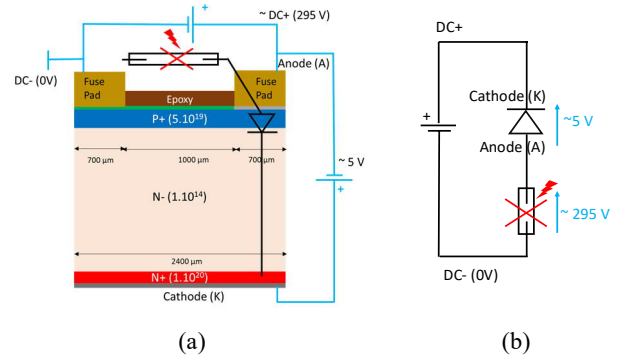 +
~ DC+ (295 V)
DC- (0V)
Anode (A)
Fuse
Pad
Fuse
Pad
Epoxy
P+ (5.10¹⁹)
700 µm
1000 µm
700 µm
~ 5 V
+
N- (1.10¹⁴)
2400 µm
N+ (1.10²⁰)
Cathode (K)
(a)
DC+
Cathode (K)
+
~5 V
Anode (A)
~ 295 V
DC- (0V)
(b)